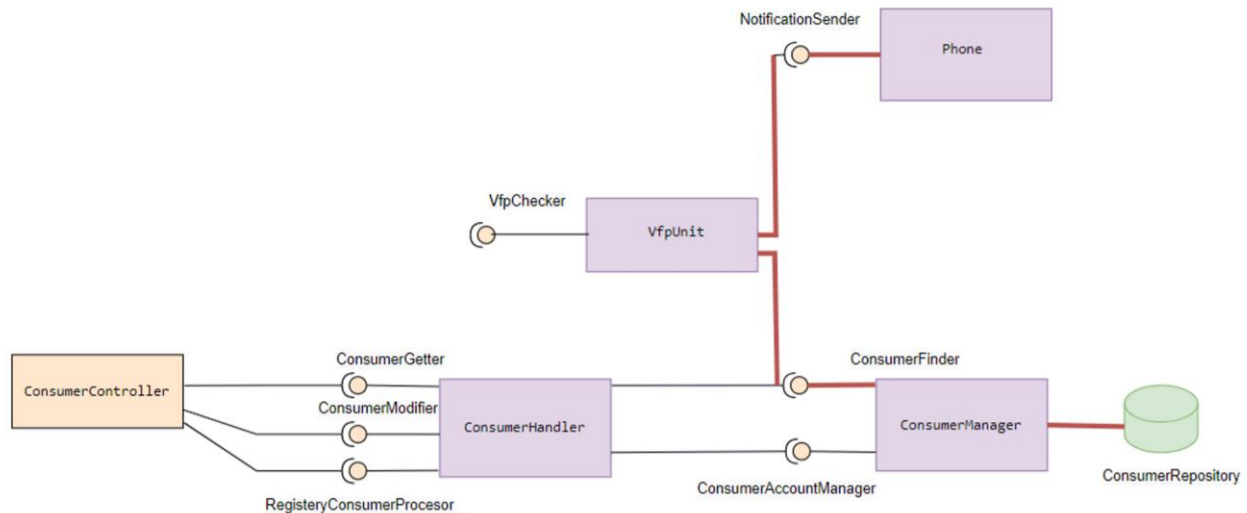 NotificationSender
Phone
VfpChecker
VfpUnit
ConsumerGetter
ConsumerFinder
ConsumerController
ConsumerModifier
ConsumerHandler
ConsumerManager
RegisteryConsumerProcesor
ConsumerAccountManager
ConsumerRepository